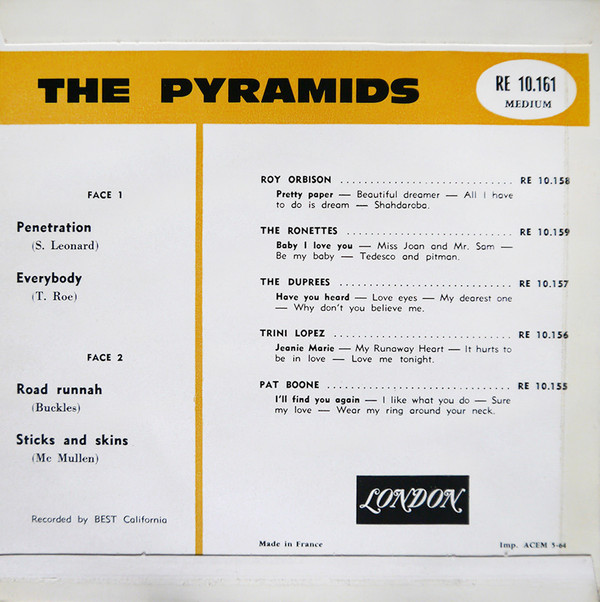 THE PYRAMIDS
RE 10.161
MEDIUM
FACE 1
Penetration
(S. Leonard)
Everybody
(T. Roe)
FACE 2
Road runnah
(Buckles)
Sticks and skins
(Mc Mullen)
Recorded by BEST California
ROY ORBISON .............................. RE 10.158
Pretty paper — Beautiful dreamer — All I have
to do is dream — Shahdaroba.
THE RONETTES .............................. RE 10.159
Baby I love you — Miss Joan and Mr. Sam —
Be my baby — Tedesco and pitman.
THE DUPREES .............................. RE 10.157
Have you heard — Love eyes — My dearest one
— Why don't you believe me.
TRINI LOPEZ .............................. RE 10.156
Jeanie Marie — My Runaway Heart — It hurts to
be in love — Love me tonight.
PAT BOONE .............................. RE 10.155
I'll find you again — I like what you do — Sure
my love — Wear my ring around your neck.
LONDON
Made in France
Imp. ACEM 5-64